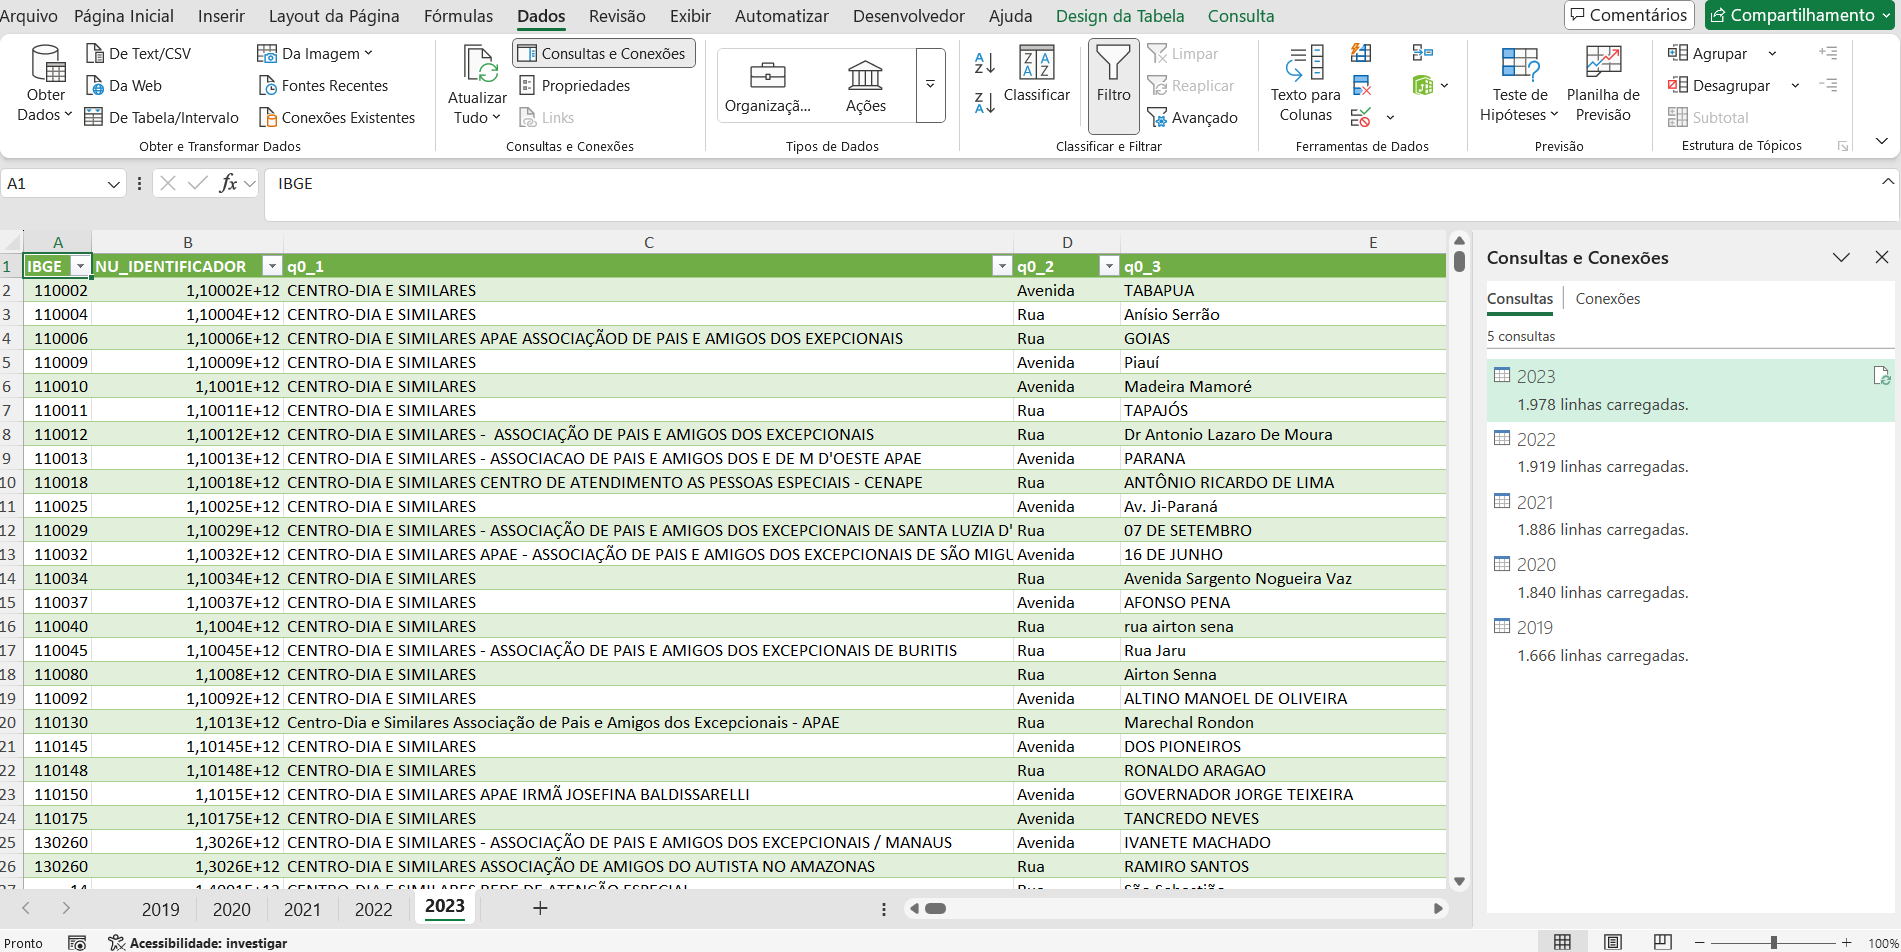 Arquivo Página Inicial Inserir Layout da Página Fórmulas Dados Revisão Exibir Automatizar Desenvolvedor Ajuda Design da Tabela Consulta Comentários Compartilhamento
Obter Dados
De Text/CSV
Da Web
De Tabela/Intervalo
Da Imagem
Fontes Recentes
Conexões Existentes
Obter e Transformar Dados
Atualizar Tudo
Consultas e Conexões
Propriedades
Links
Consultas e Conexões
Organizaçã...
Ações
Tipos de Dados
Classificar
Filtro
Limpar
Reaplicar
Avançado
Classificar e Filtrar
Texto para Colunas
Ferramentas de Dados
Teste de Hipóteses
Planilha de Previsão
Previsão
Agrupar
Desagrupar
Subtotal
Estrutura de Tópicos
A1 fx IBGE
A B C D E
1 IBGE NU_IDENTIFICADOR q0_1 q0_2 q0_3
2 110002 1,10002E+12 CENTRO-DIA E SIMILARES Avenida TABAPUA
3 110004 1,10004E+12 CENTRO-DIA E SIMILARES Rua Anísio Serrão
4 110006 1,10006E+12 CENTRO-DIA E SIMILARES APAE ASSOCIAÇÃOD DE PAIS E AMIGOS DOS EXEPCIONAIS Rua GOIAS
5 110009 1,10009E+12 CENTRO-DIA E SIMILARES Avenida Piauí
6 110010 1,1001E+12 CENTRO-DIA E SIMILARES Avenida Madeira Mamoré
7 110011 1,10011E+12 CENTRO-DIA E SIMILARES Rua TAPAJÓS
8 110012 1,10012E+12 CENTRO-DIA E SIMILARES - ASSOCIAÇÃO DE PAIS E AMIGOS DOS EXCEPCIONAIS Rua Dr Antonio Lazaro De Moura
9 110013 1,10013E+12 CENTRO-DIA E SIMILARES - ASSOCIACAO DE PAIS E AMIGOS DOS E DE M D'OESTE APAE Avenida PARANA
10 110018 1,10018E+12 CENTRO-DIA E SIMILARES CENTRO DE ATENDIMENTO AS PESSOAS ESPECIAIS - CENAPE Rua ANTÔNIO RICARDO DE LIMA
11 110025 1,10025E+12 CENTRO-DIA E SIMILARES Avenida Av. Ji-Paraná
12 110029 1,10029E+12 CENTRO-DIA E SIMILARES - ASSOCIAÇÃO DE PAIS E AMIGOS DOS EXCEPCIONAIS DE SANTA LUZIA D' Rua 07 DE SETEMBRO
13 110032 1,10032E+12 CENTRO-DIA E SIMILARES APAE - ASSOCIAÇÃO DE PAIS E AMIGOS DOS EXCEPCIONAIS DE SÃO MIGU Avenida 16 DE JUNHO
14 110034 1,10034E+12 CENTRO-DIA E SIMILARES Rua Avenida Sargento Nogueira Vaz
15 110037 1,10037E+12 CENTRO-DIA E SIMILARES Avenida AFONSO PENA
16 110040 1,1004E+12 CENTRO-DIA E SIMILARES Rua rua airton sena
17 110045 1,10045E+12 CENTRO-DIA E SIMILARES - ASSOCIAÇÃO DE PAIS E AMIGOS DOS EXCEPCIONAIS DE BURITIS Rua Rua Jaru
18 110080 1,1008E+12 CENTRO-DIA E SIMILARES Rua Airton Senna
19 110092 1,10092E+12 CENTRO-DIA E SIMILARES Avenida ALTINO MANOEL DE OLIVEIRA
20 110130 1,1013E+12 Centro-Dia e Similares Associação de Pais e Amigos dos Excepcionais - APAE Rua Marechal Rondon
21 110145 1,10145E+12 CENTRO-DIA E SIMILARES Avenida DOS PIONEIROS
22 110148 1,10148E+12 CENTRO-DIA E SIMILARES Rua RONALDO ARAGAO
23 110150 1,1015E+12 CENTRO-DIA E SIMILARES APAE IRMÃ JOSEFINA BALDISSARELLI Avenida GOVERNADOR JORGE TEIXEIRA
24 110175 1,10175E+12 CENTRO-DIA E SIMILARES Avenida TANCREDO NEVES
25 130260 1,3026E+12 CENTRO-DIA E SIMILARES - ASSOCIAÇÃO DE PAIS E AMIGOS DOS EXCEPCIONAIS / MANAUS Avenida IVANETE MACHADO
26 130260 1,3026E+12 CENTRO-DIA E SIMILARES ASSOCIAÇÃO DE AMIGOS DO AUTISTA NO AMAZONAS Rua RAMIRO SANTOS
Consultas e Conexões
Consultas Conexões
5 consultas
2023
1.978 linhas carregadas.
2022
1.919 linhas carregadas.
2021
1.886 linhas carregadas.
2020
1.840 linhas carregadas.
2019
1.666 linhas carregadas.
2019 2020 2021 2022 2023
Pronto Acessibilidade: investigar 100%